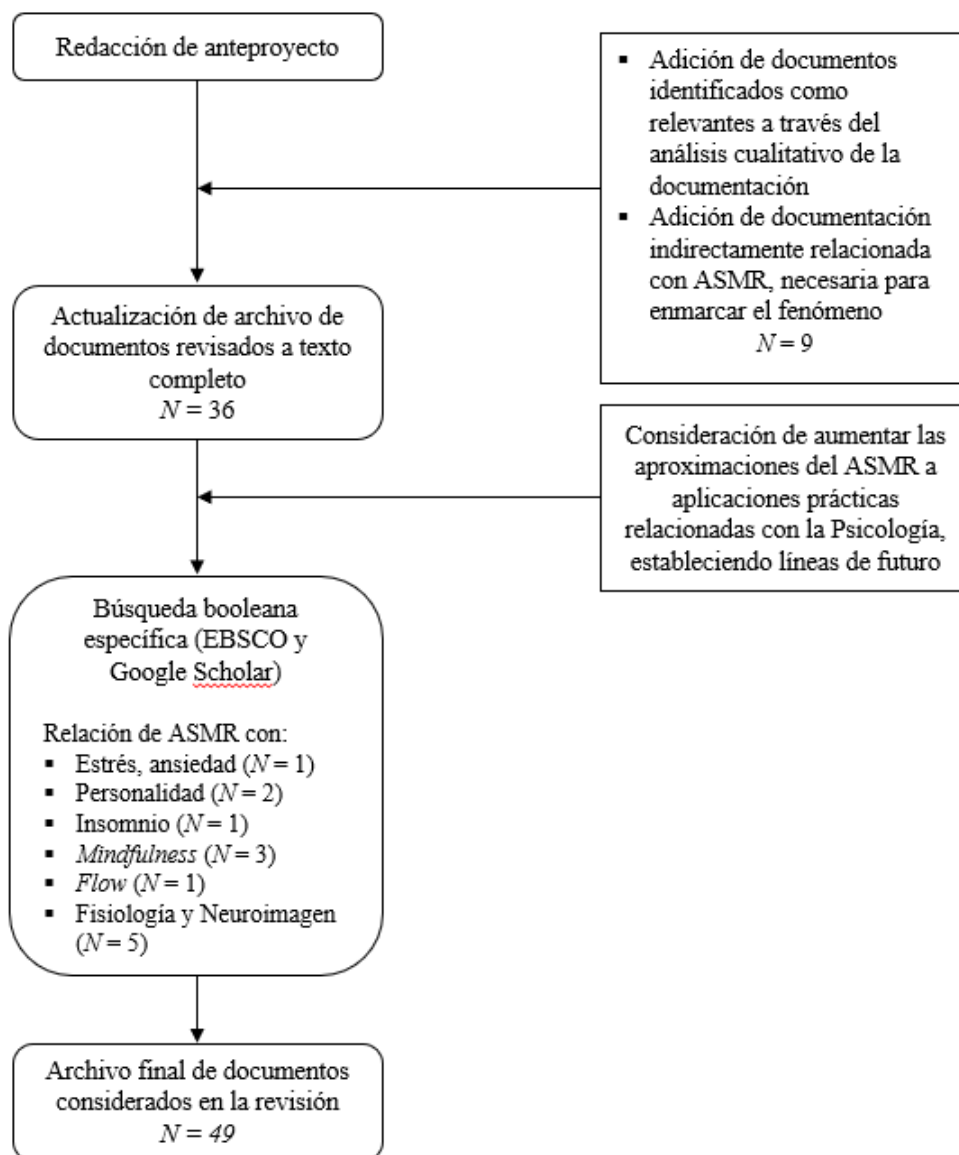 Redacción de anteproyecto
▪ Adición de documentos
identificados como
relevantes a través del
análisis cualitativo de la
documentación
▪ Adición de documentación
indirectamente relacionada
con ASMR, necesaria para
enmarcar el fenómeno
N = 9
Actualización de archivo de
documentos revisados a texto
completo
N = 36
Consideración de aumentar las
aproximaciones del ASMR a
aplicaciones prácticas
relacionadas con la Psicología,
estableciendo líneas de futuro
Búsqueda booleana
específica (EBSCO y
Google Scholar)
Relación de ASMR con:
▪ Estrés, ansiedad (N = 1)
▪ Personalidad (N = 2)
▪ Insomnio (N = 1)
▪ Mindfulness (N = 3)
▪ Flow (N = 1)
▪ Fisiología y Neuroimagen
(N = 5)
Archivo final de documentos
considerados en la revisión
N = 49